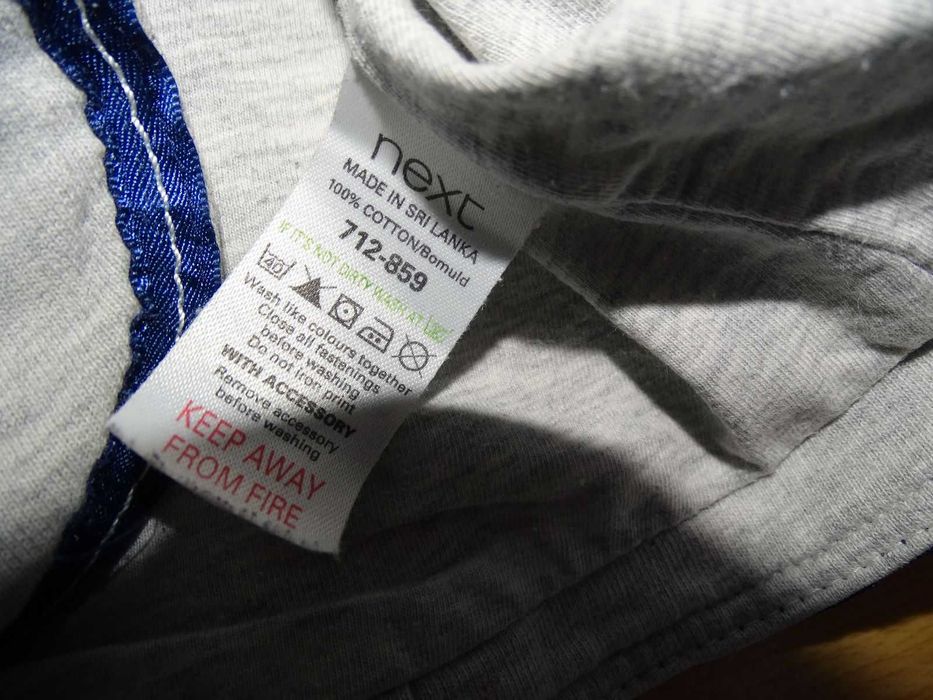 next
MADE IN SRI LANKA
100% COTTON/Bomuld
712-859
IF IT'S NOT DIRTY WASH AT 30°
40
Wash like colours together
Close all fastenings
before washing
Do not iron print
WITH ACCESSORY
Remove accessory
before washing
KEEP AWAY
FROM FIRE